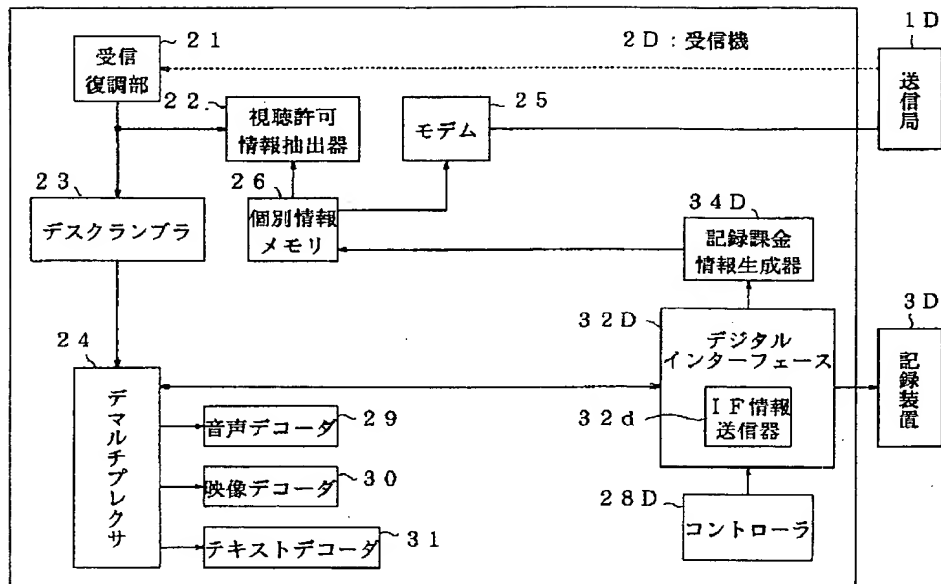 21
受信
復調部
2D：受信機
1D
送信局
22
視聴許可
情報抽出器
25
モデム
23
デスクランブラ
26
個別情報
メモリ
34D
記録課金
情報生成器
24
デマルチプレクサ
32D
デジタル
インターフェース
32d
IF情報
送信器
3D
記録装置
音声デコーダ
29
映像デコーダ
30
テキストデコーダ
31
28D
コントローラ